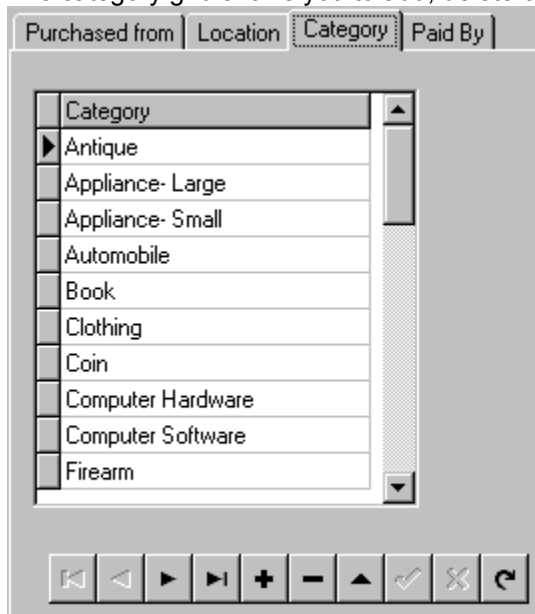 Purchased from Location Category Paid By
Category
Antique
Appliance- Large
Appliance- Small
Automobile
Book
Clothing
Coin
Computer Hardware
Computer Software
Firearm